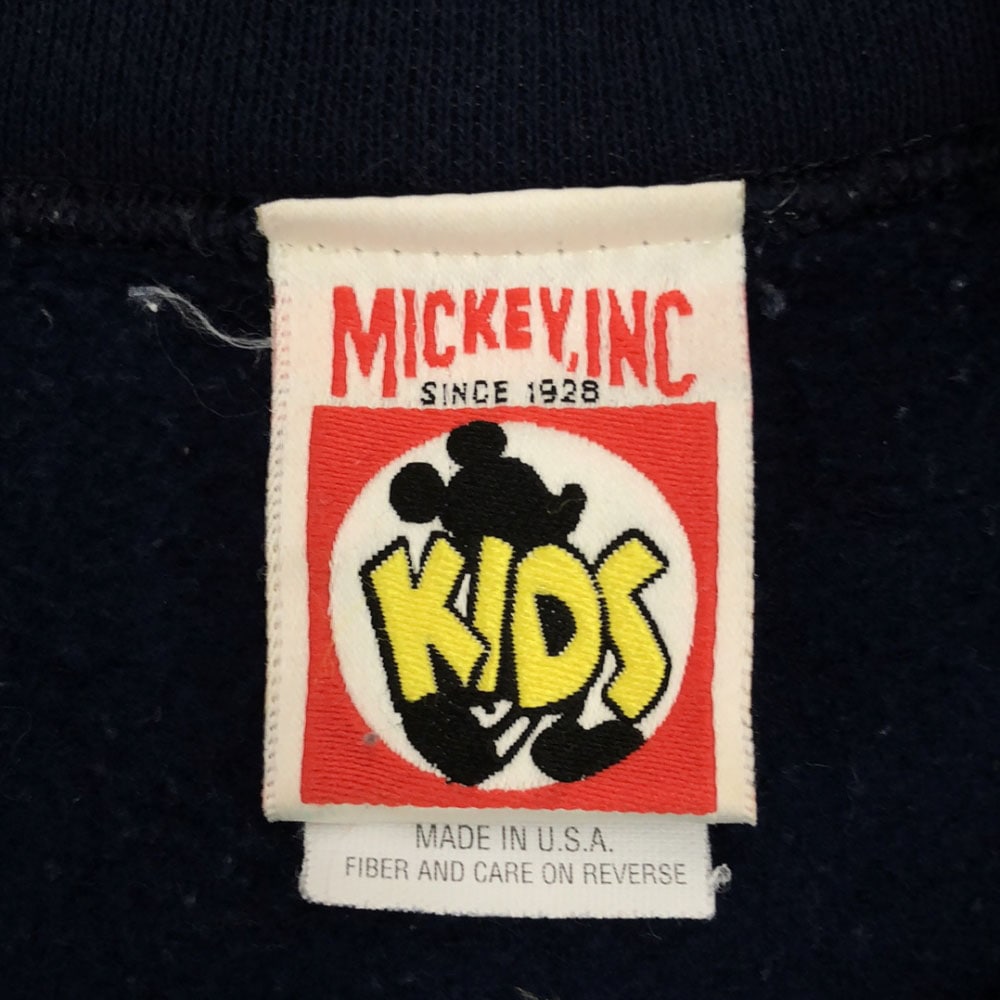 MICKEY, INC
SINCE 1928
KIDS
MADE IN U.S.A.
FIBER AND CARE ON REVERSE